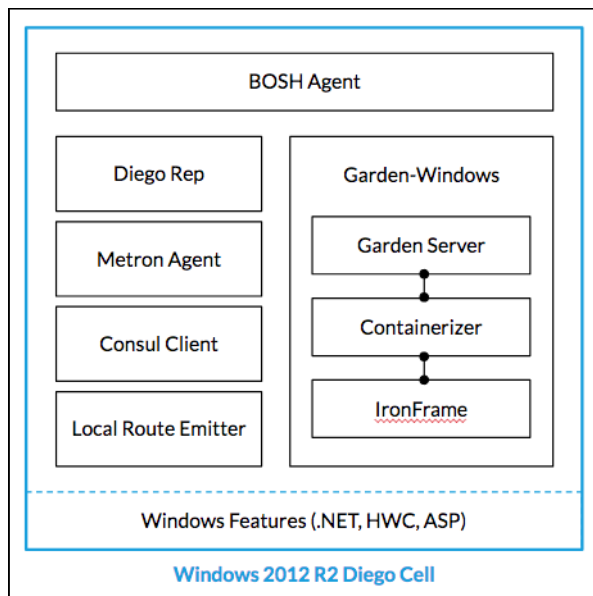 BOSH Agent
Diego Rep
Metron Agent
Consul Client
Local Route Emitter
Garden-Windows
Garden Server
Containerizer
IronFrame
Windows Features (.NET, HWC, ASP)
Windows 2012 R2 Diego Cell